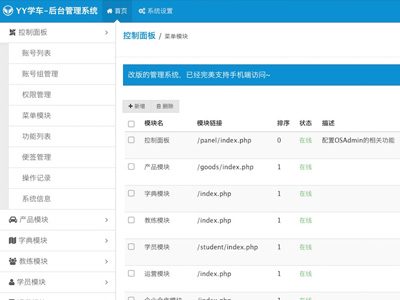 YY学车-后台管理系统 首页 系统设置
控制面板
账号列表
账号组管理
权限管理
菜单模块
功能列表
便签管理
操作记录
系统信息
产品模块
字典模块
教练模块
学员模块
控制面板 / 菜单模块
改版的管理系统，已经完美支持手机端访问~
新增 删除
模块名 模块链接 排序 状态 描述
控制面板 /panel/index.php 0 在线 配置OSAdmin的相关功能
产品模块 /goods/index.php 1 在线
字典模块 /index.php 1 在线
教练模块 /index.php 1 在线
学员模块 /student/index.php 1 在线
运营模块 /index.php 1 在线
/index.php 1 在线